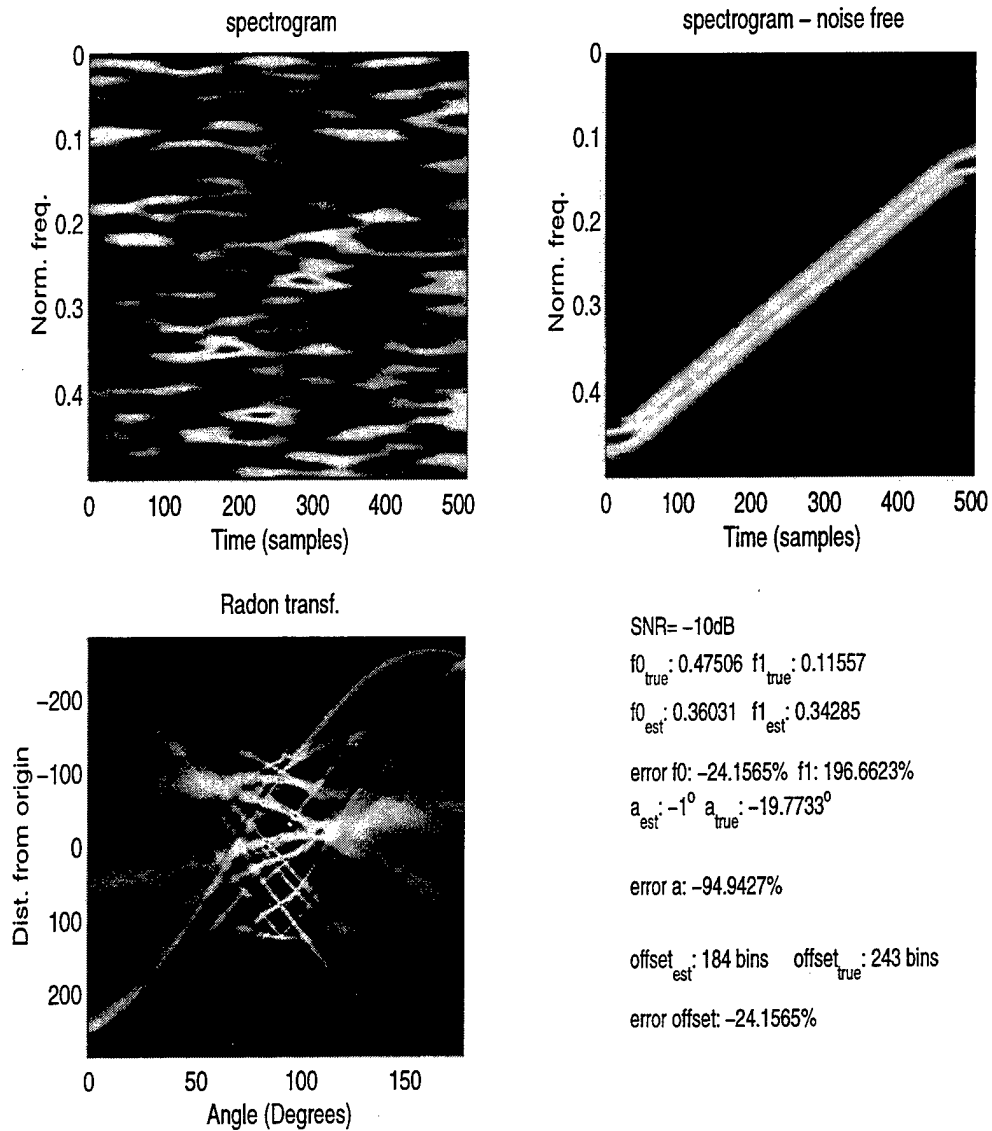 spectrogram
0
0.1
0.2
0.3
0.4
Norm. freq.
0 100 200 300 400 500
Time (samples)
spectrogram – noise free
0
0.1
0.2
0.3
0.4
Norm. freq.
0 100 200 300 400 500
Time (samples)
Radon transf.
−200
−100
0
100
200
Dist. from origin
0 50 100 150
Angle (Degrees)
SNR= −10dB
f0true: 0.47506 f1true: 0.11557
f0est: 0.36031 f1est: 0.34285
error f0: −24.1565% f1: 196.6623%
aest: −1° atrue: −19.7733°
error a: −94.9427%
offsetest: 184 bins offsettrue: 243 bins
error offset: −24.1565%